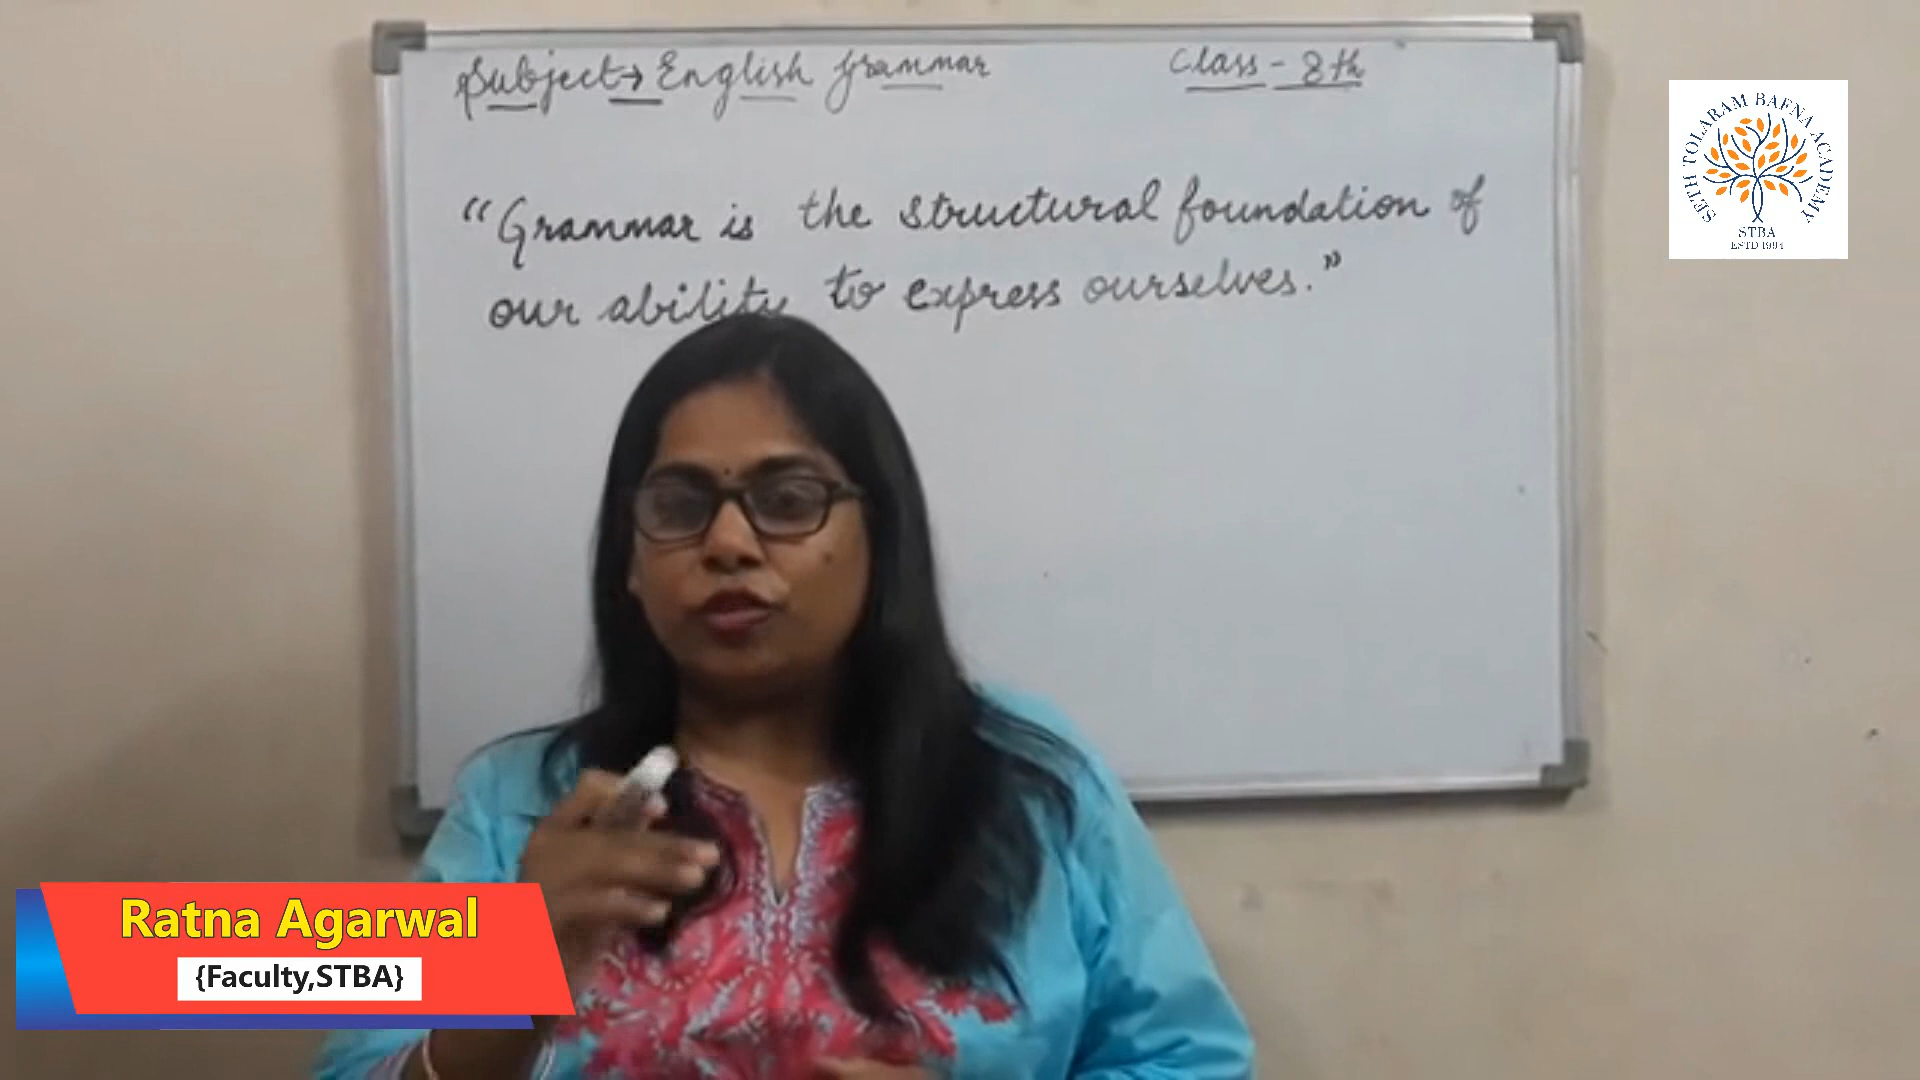 Subject→ English Grammar
Class - 8th
"Grammar is the structural foundation of
our ability to express ourselves."
SETH TOLARAM BAFNA ACADEMY
STBA
ESTD 1994
Ratna Agarwal
{Faculty,STBA}